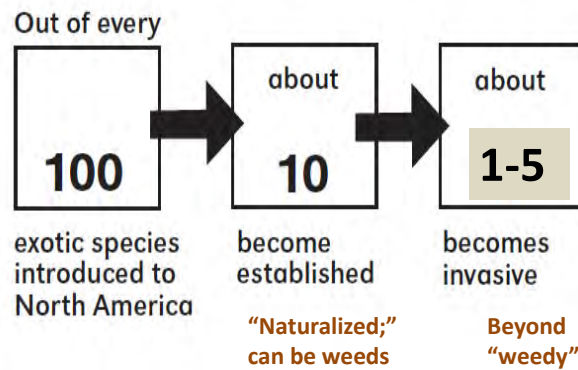 Out of every
100
exotic species
introduced to
North America
about
10
become
established
“Naturalized;”
can be weeds
about
1-5
becomes
invasive
Beyond
“weedy”